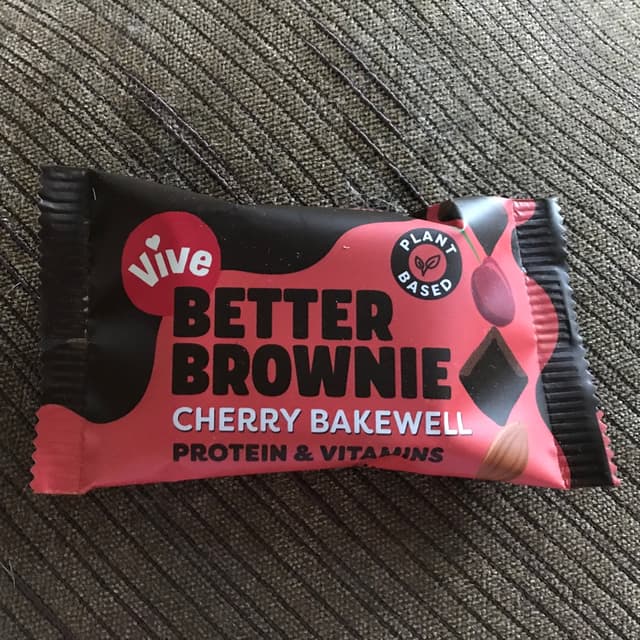 Vive
PLANT
BASED
BETTER
BROWNIE
CHERRY BAKEWELL
PROTEIN & VITAMINS